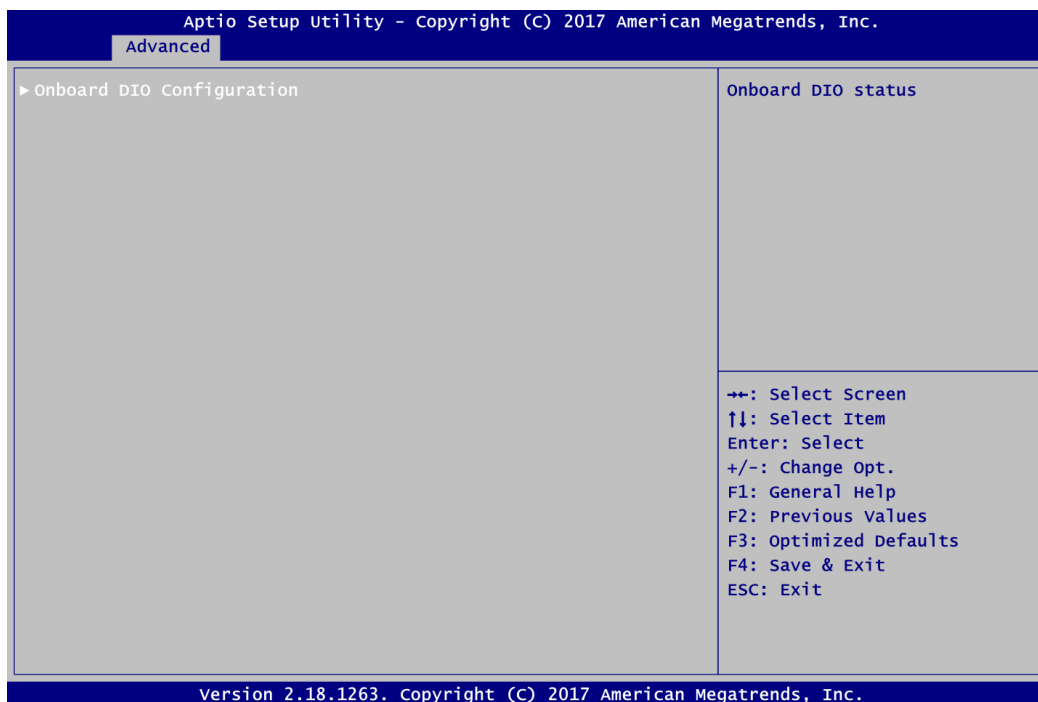 Aptio Setup Utility - Copyright (C) 2017 American Megatrends, Inc.
Advanced
►Onboard DIO Configuration
Onboard DIO status
→←: Select Screen
↑↓: Select Item
Enter: Select
+/-: Change Opt.
F1: General Help
F2: Previous Values
F3: Optimized Defaults
F4: Save & Exit
ESC: Exit
Version 2.18.1263. Copyright (C) 2017 American Megatrends, Inc.